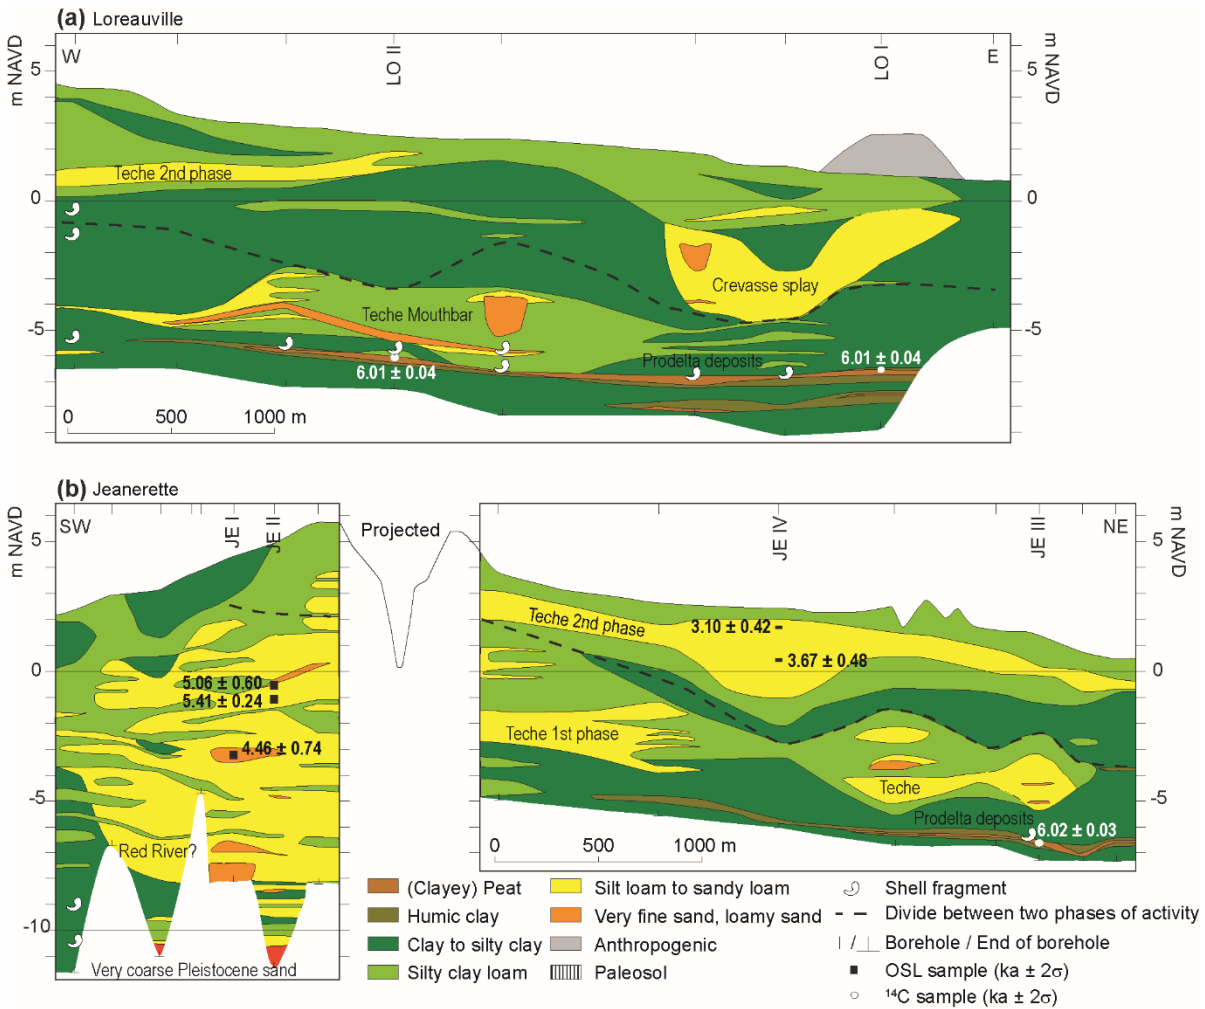 (a) Loreauville
m NAVD
W
LO II
LO I
E
m NAVD
5
5
Teche 2nd phase
0
0
Crevasse splay
Teche Mouthbar
-5
-5
Prodelta deposits
6.01 ± 0.04
6.01 ± 0.04
0 500 1000 m
(b) Jeanerette
m NAVD
SW
JE I
JE II
Projected
JE IV
JE III
NE
m NAVD
5
5
Teche 2nd phase
3.10 ± 0.42
3.67 ± 0.48
0
0
5.06 ± 0.60
5.41 ± 0.24
4.46 ± 0.74
Teche 1st phase
Teche
-5
-5
Prodelta deposits
6.02 ± 0.03
Red River?
0 500 1000 m
-10
Very coarse Pleistocene sand
(Clayey) Peat
Humic clay
Clay to silty clay
Silty clay loam
Silt loam to sandy loam
Very fine sand, loamy sand
Anthropogenic
Paleosol
Shell fragment
Divide between two phases of activity
Borehole / End of borehole
OSL sample (ka ± 2σ)
¹⁴C sample (ka ± 2σ)